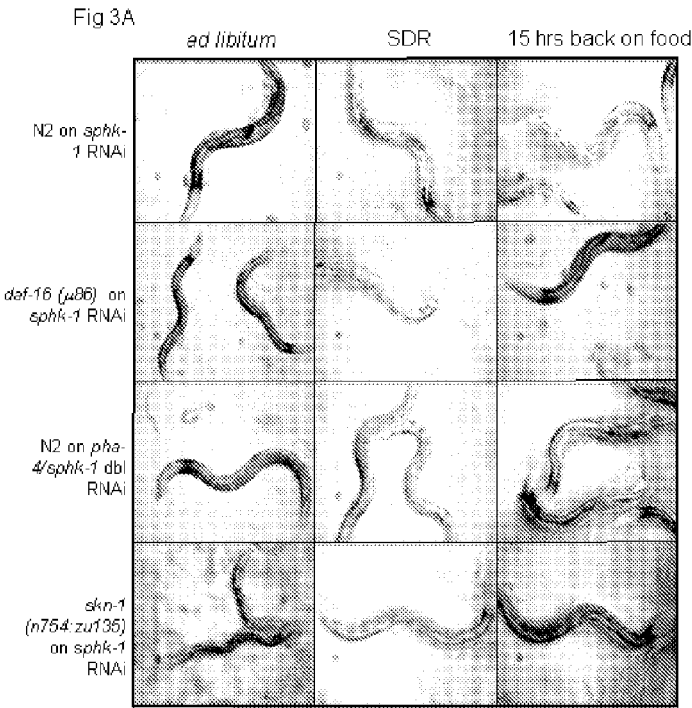 Fig 3A
ad libitum SDR 15 hrs back on food
N2 on sphk-
1 RNAi
daf-16 (µ86) on
sphk-1 RNAi
N2 on pha-
4/sphk-1 dbl
RNAi
skn-1
(n754:zu135)
on sphk-1
RNAi